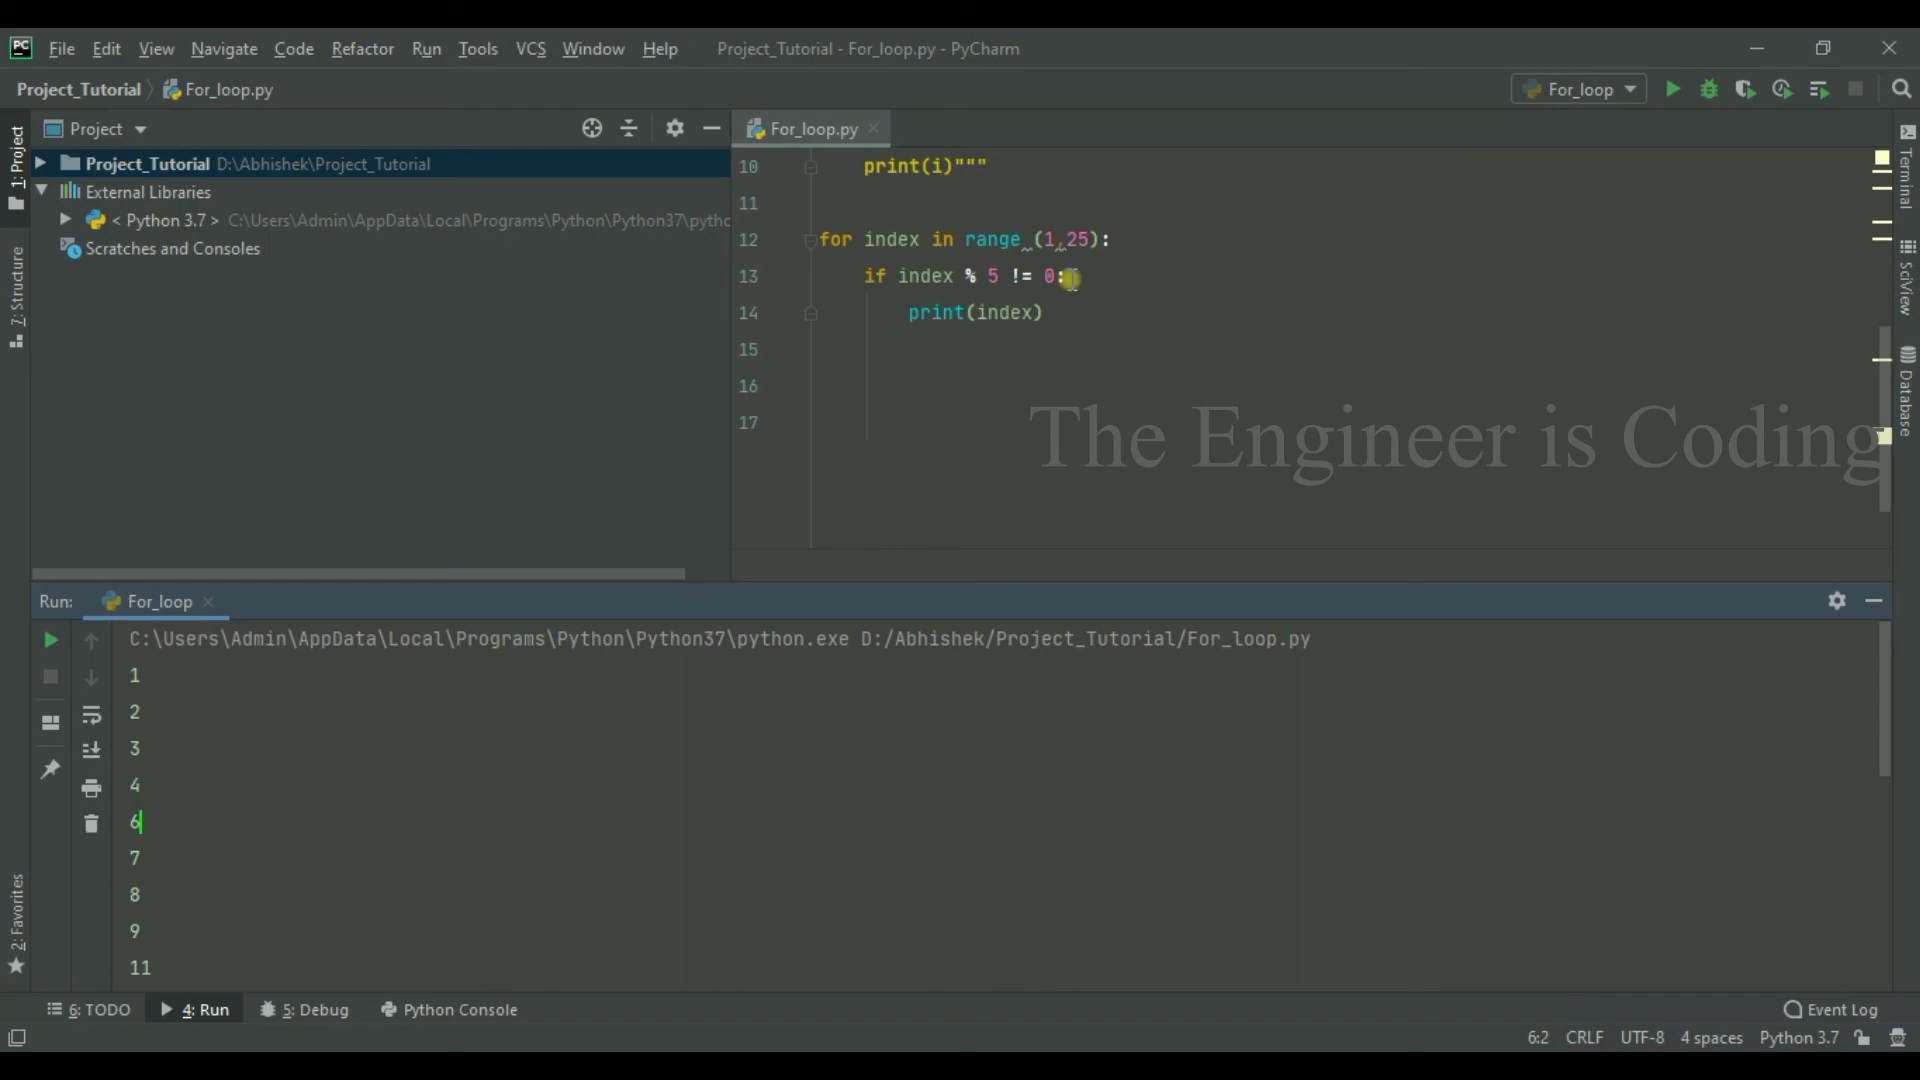 PC File Edit View Navigate Code Refactor Run Tools VCS Window Help Project_Tutorial - For_loop.py - PyCharm
Project_Tutorial For_loop.py For_loop
1: Project
7: Structure
2: Favorites
Project
Project_Tutorial D:\Abhishek\Project_Tutorial
External Libraries
< Python 3.7 > C:\Users\Admin\AppData\Local\Programs\Python\Python37\pythc
Scratches and Consoles
For_loop.py
10 print(i)"""
11
12 for index in range (1,25):
13 if index % 5 != 0:
14 print(index)
15
16
17
The Engineer is Coding
Terminal
SciView
Database
Run: For_loop
C:\Users\Admin\AppData\Local\Programs\Python\Python37\python.exe D:/Abhishek/Project_Tutorial/For_loop.py
1
2
3
4
6
7
8
9
11
6: TODO 4: Run 5: Debug Python Console Event Log
6:2 CRLF UTF-8 4 spaces Python 3.7